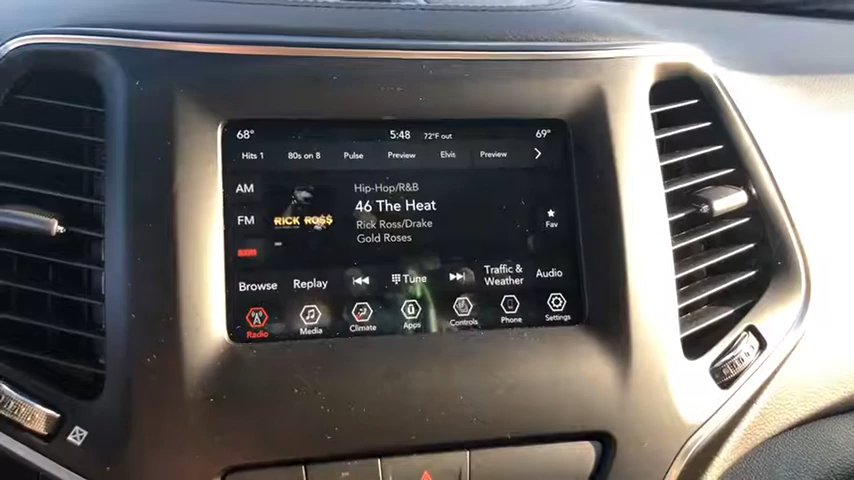 68° 5:48 72°F out 69°
Hits 1 80s on 8 Pulse Preview Elvis Preview
AM
FM
SXM
RICK ROSS
Hip-Hop/R&B
46 The Heat
Rick Ross/Drake
Gold Roses
Fav
Browse Replay Tune Traffic & Weather Audio
Radio Media Climate Apps Controls Phone Settings